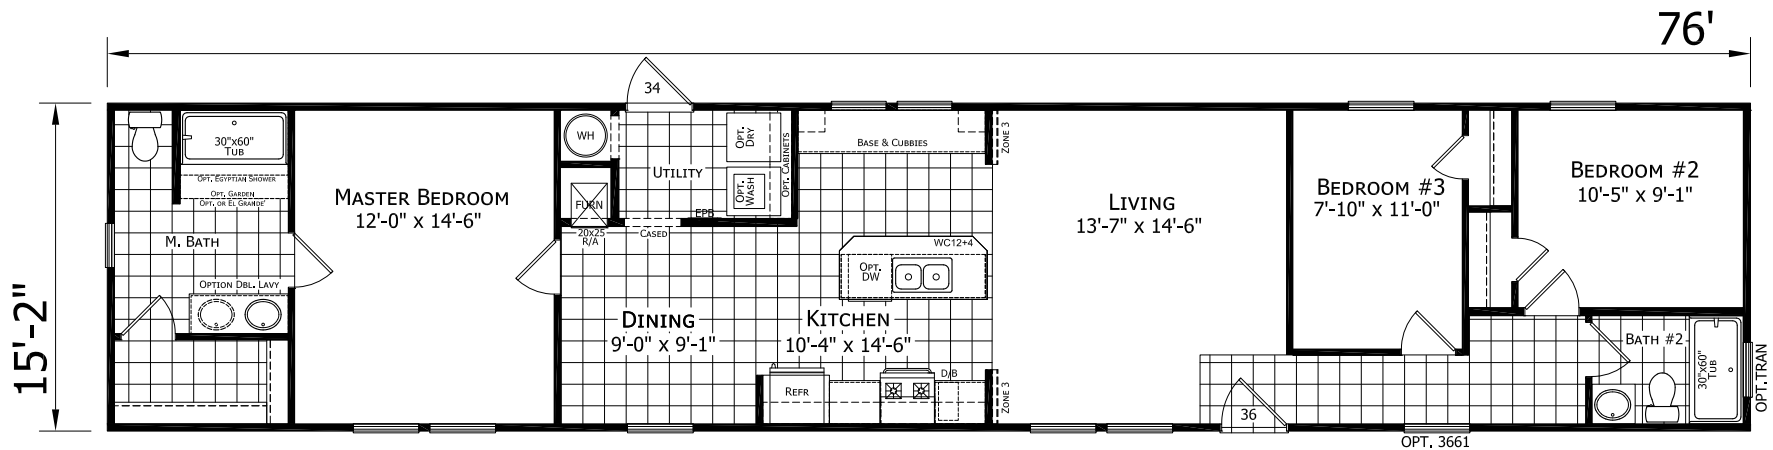 76'
15'-2"
34
30"x60"
TUB
OPT. EGYPTIAN SHOWER
OPT. GARDEN
OPT. OR EL GRANDE'
M. BATH
OPTION DBL. LAVY
MASTER BEDROOM
12'-0" x 14'-6"
WH
FURN
20x25
R/A
UTILITY
OPT.
DRY
OPT.
WASH
OPT. CABINETS
EPB
CASED
BASE & CUBBIES
ZONE 3
WC12+4
OPT.
DW
DINING
9'-0" x 9'-1"
KITCHEN
10'-4" x 14'-6"
REFR
D/B
ZONE 3
LIVING
13'-7" x 14'-6"
36
BEDROOM #3
7'-10" x 11'-0"
BEDROOM #2
10'-5" x 9'-1"
BATH #2
30"x60"
TUB
OPT.TRAN
OPT. 3661